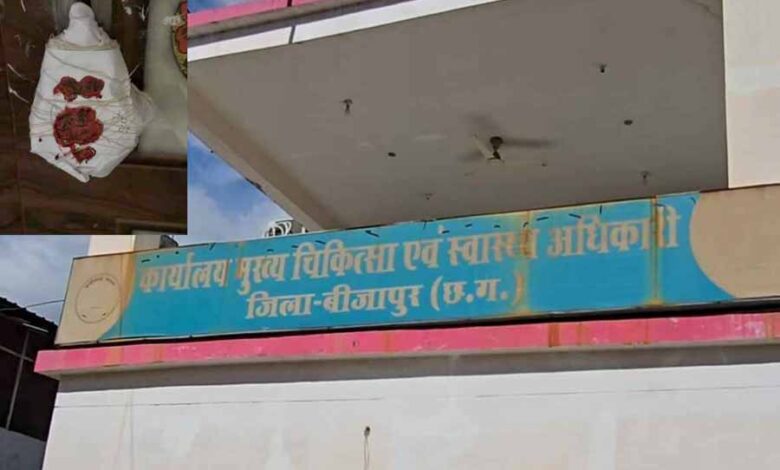 कार्यालय मुख्य चिकित्सा एवं स्वास्थ्य अधिकारी
जिला-बीजापुर (छ.ग.)